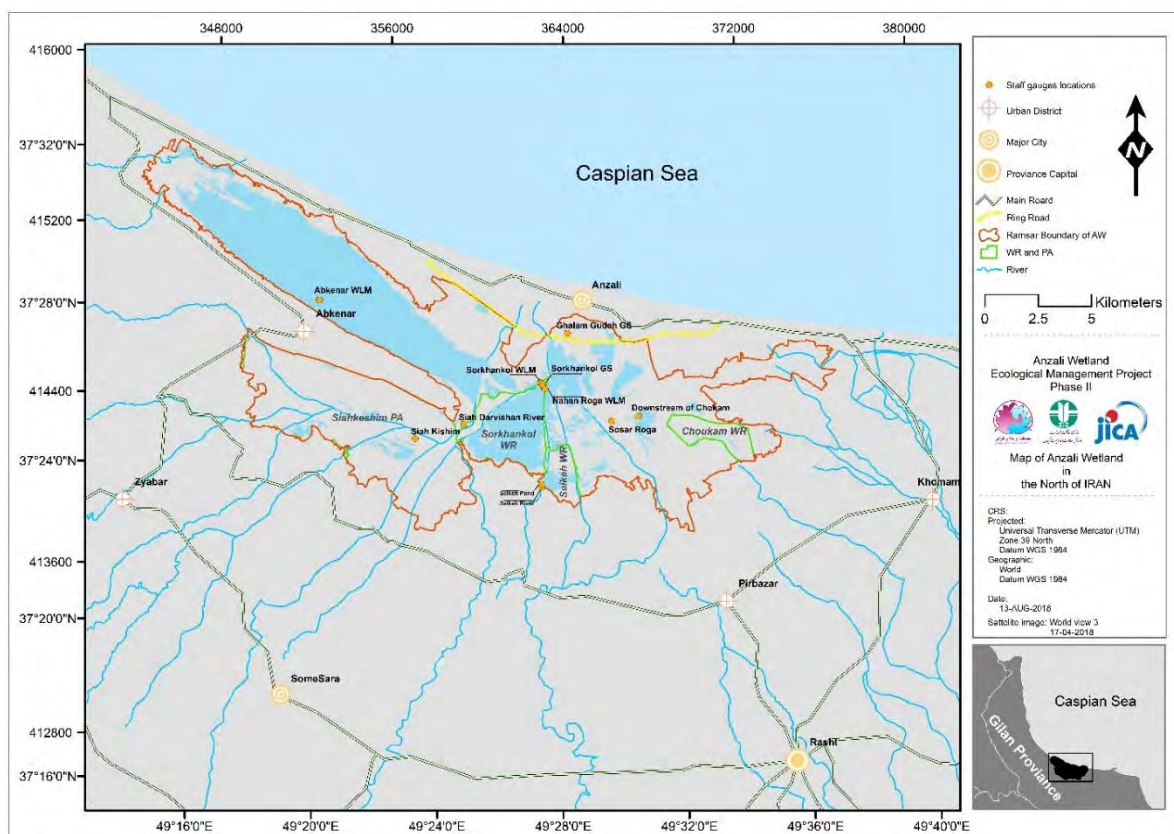 348000 356000 364000 372000 380000
416000
37°32'0"N
415200
37°28'0"N
414400
37°24'0"N
413600
37°20'0"N
412800
37°16'0"N
49°16'0"E 49°20'0"E 49°24'0"E 49°28'0"E 49°32'0"E 49°36'0"E 49°40'0"E
Caspian Sea
Anzali
Abkenar WLM
Abkenar
Ghalam Gudeh GS
Sorkhankol WLM
Sorkhankol GS
Nahan Roga WLM
Siah Darvishan River
Downstream of Chokam
Sosar Roga
Siahkeshim PA
Siah Kishim
Sorkhankol
WR
Selkeh WR
Choukam WR
Selkeh Pond
Selkeh River
Zyabar
Khomam
Pirbazar
SomeSara
Rasht
Staff gauges locations
Urban District
Major City
Proviance Capital
Main Roard
Ring Road
Ramsar Boundary of AW
WR and PA
River
N
Kilometers
0 2.5 5
Anzali Wetland
Ecological Management Project
Phase II
jICA
Map of Anzali Wetland
in
the North of IRAN
CRS:
Projected:
Universal Transverse Mercator (UTM)
Zone 39 North
Datum WGS 1984
Geographic:
World
Datum WGS 1984
Date:
13-AUG-2018
Settelite image: World view 3
17-04-2018
Caspian Sea
Gilan Proviance